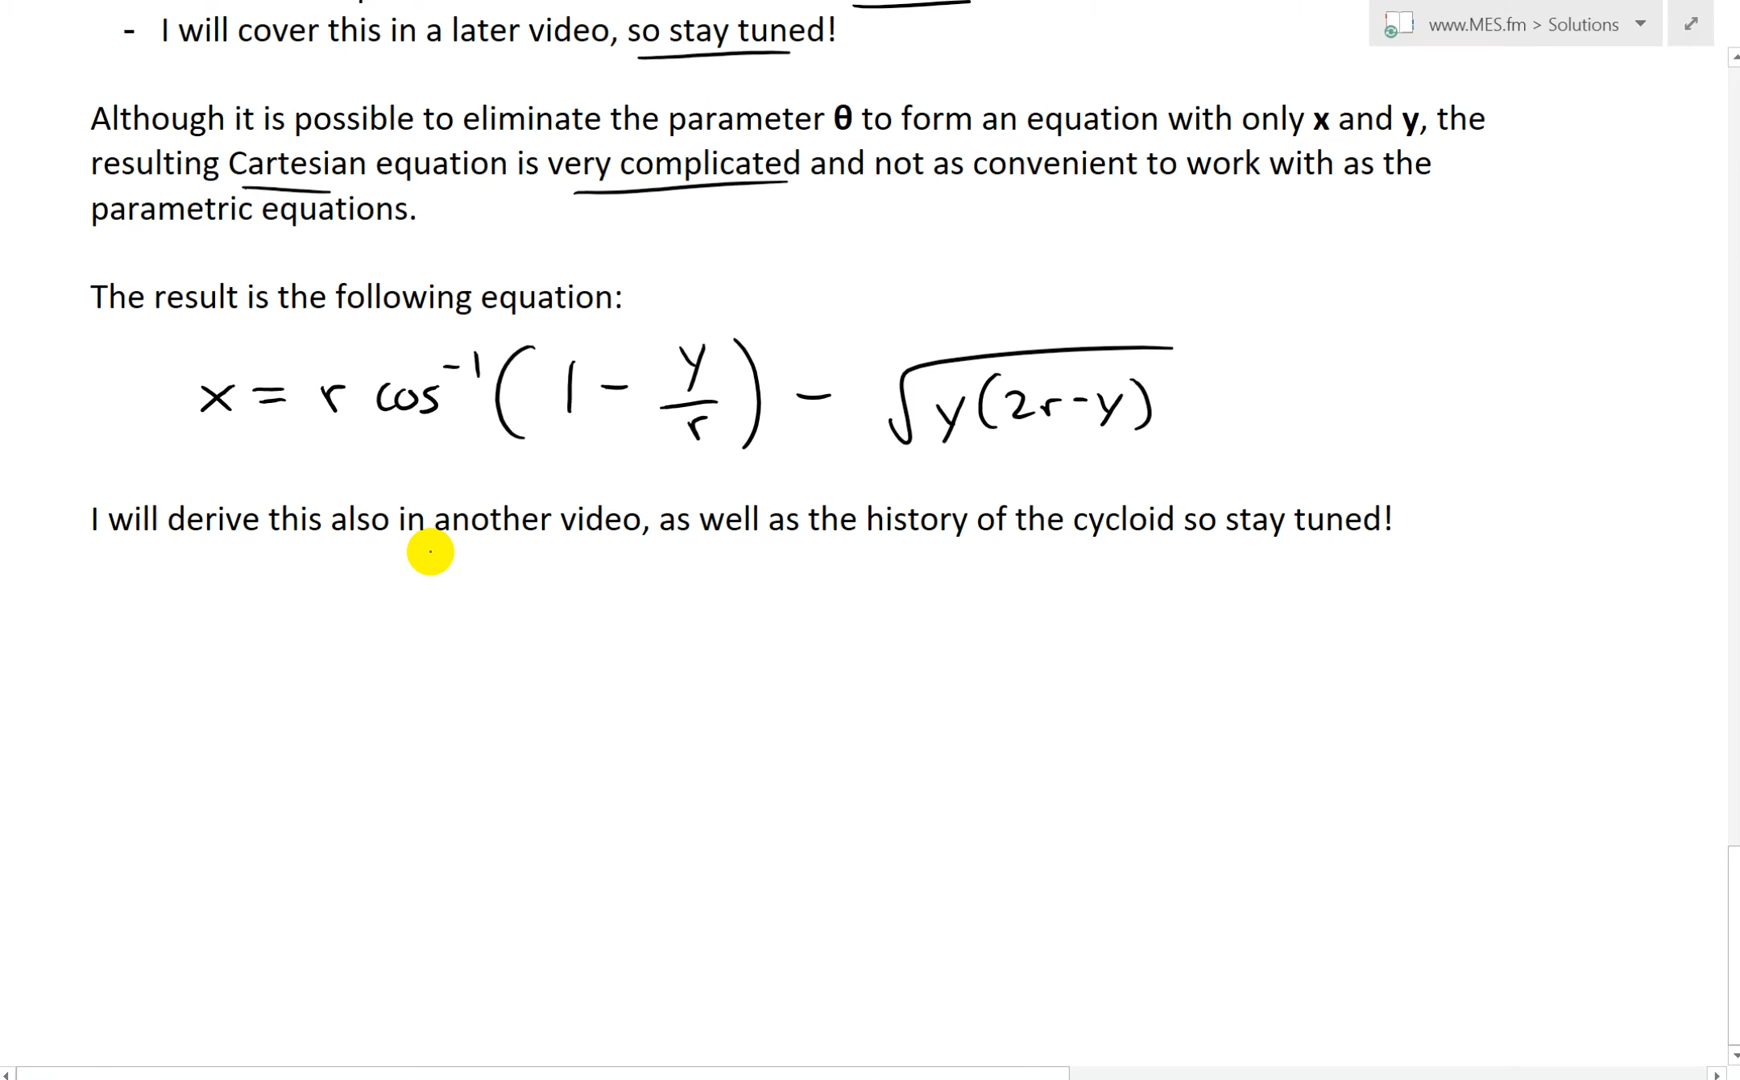 - I will cover this in a later video, so stay tuned!
www.MES.fm > Solutions
Although it is possible to eliminate the parameter θ to form an equation with only x and y, the
resulting Cartesian equation is very complicated and not as convenient to work with as the
parametric equations.
The result is the following equation:
x = r cos⁻¹(1 - y/r) - √(y(2r-y))
I will derive this also in another video, as well as the history of the cycloid so stay tuned!